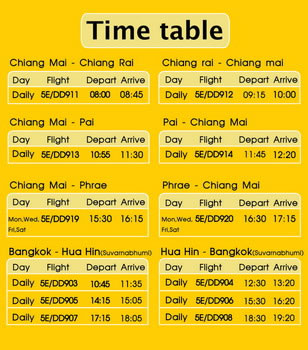 Time table
Chiang Mai - Chiang Rai
Day Flight Depart Arrive
Daily 5E/DD911 08:00 08:45
Chiang rai - Chiang mai
Day Flight Depart Arrive
Daily 5E/DD912 09:15 10:00
Chiang Mai - Pai
Day Flight Depart Arrive
Daily 5E/DD913 10:55 11:30
Pai - Chiang Mai
Day Flight Depart Arrive
Daily 5E/DD914 11:45 12:20
Chiang Mai - Phrae
Day Flight Depart Arrive
Mon,Wed, 5E/DD919 15:30 16:15
Fri,Sat
Phrae - Chiang Mai
Day Flight Depart Arrive
Mon,Wed, 5E/DD920 16:30 17:15
Fri,Sat
Bangkok - Hua Hin(Suvarnabhumi)
Day Flight Depart Arrive
Daily 5E/DD903 10:45 11:35
Daily 5E/DD905 14:15 15:05
Daily 5E/DD907 17:15 18:05
Hua Hin - Bangkok(Suvarnabhumi)
Day Flight Depart Arrive
Daily 5E/DD904 12:30 13:20
Daily 5E/DD906 15:30 16:20
Daily 5E/DD908 18:30 19:20